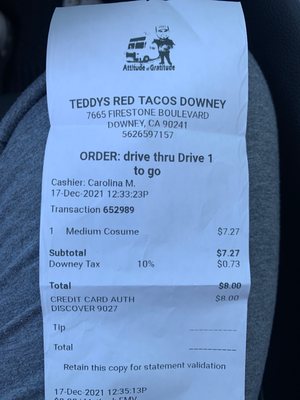 Attitude of Gratitude
TEDDYS RED TACOS DOWNEY
7665 FIRESTONE BOULEVARD
DOWNEY, CA 90241
5626597157
ORDER: drive thru Drive 1
to go
Cashier: Carolina M.
17-Dec-2021 12:33:23P
Transaction 652989
1 Medium Cosume $7.27
Subtotal $7.27
Downey Tax 10% $0.73
Total $8.00
CREDIT CARD AUTH $8.00
DISCOVER 9027
Tip
Total
Retain this copy for statement validation
17-Dec-2021 12:35:13P